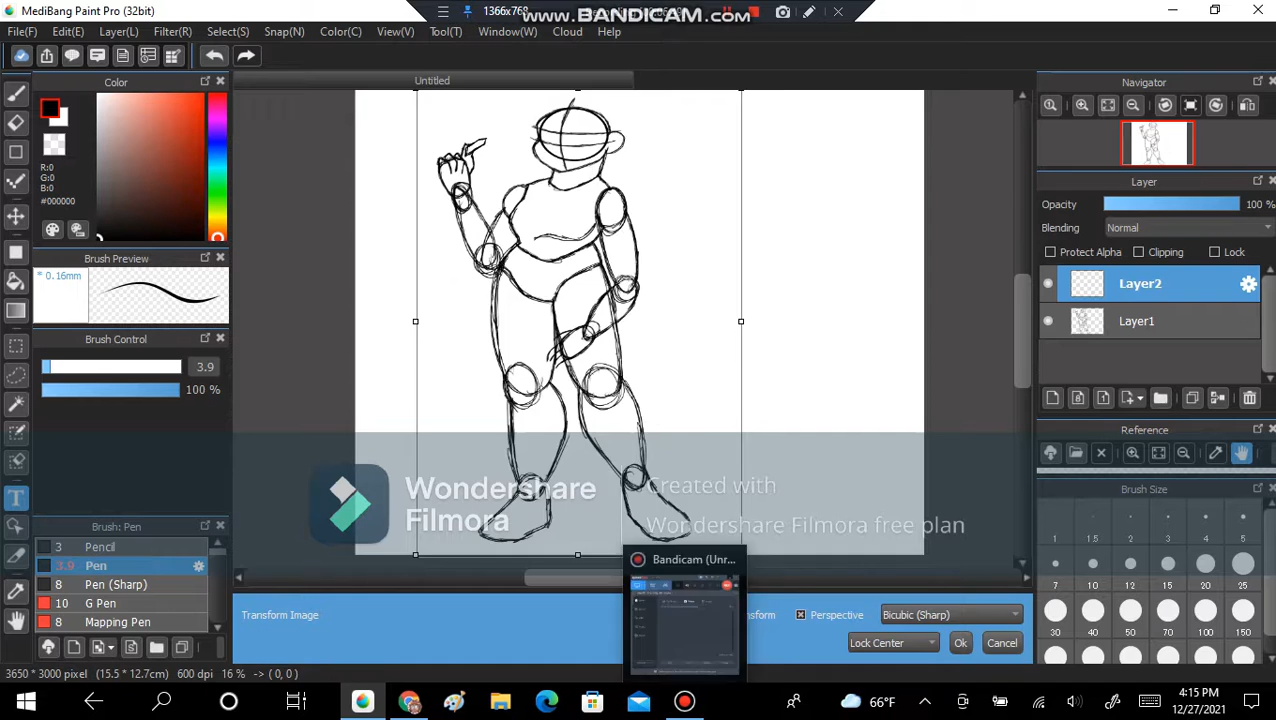 MediBang Paint Pro (32bit)
1366x768
www.BANDICAM.com
File(F) Edit(E) Layer(L) Filter(R) Select(S) Snap(N) Color(C) View(V) Tool(T) Window(W) Cloud Help
Color
Untitled
Navigator
R:0
G:0
B:0
#000000
Layer
Opacity 100 %
Blending Normal
Protect Alpha Clipping Lock
Brush Preview
* 0.16mm
Layer2
Layer1
Brush Control
3.9
100 %
Reference
Wondershare
Filmora
Created with
Wondershare Filmora free plan
Brush Size
1 1.5 2 3 4 5
7 10 12 15 20 25
30 40 50 70 100 150
Brush: Pen
3 Pencil
3.9 Pen
8 Pen (Sharp)
10 G Pen
8 Mapping Pen
Bandicam (Unr...
Transform Image
Perspective
Bicubic (Sharp)
Lock Center
Ok
Cancel
3650 * 3000 pixel (15.5 * 12.7cm) 600 dpi 16 % -> ( 0, 0 )
66°F
4:15 PM
12/27/2021